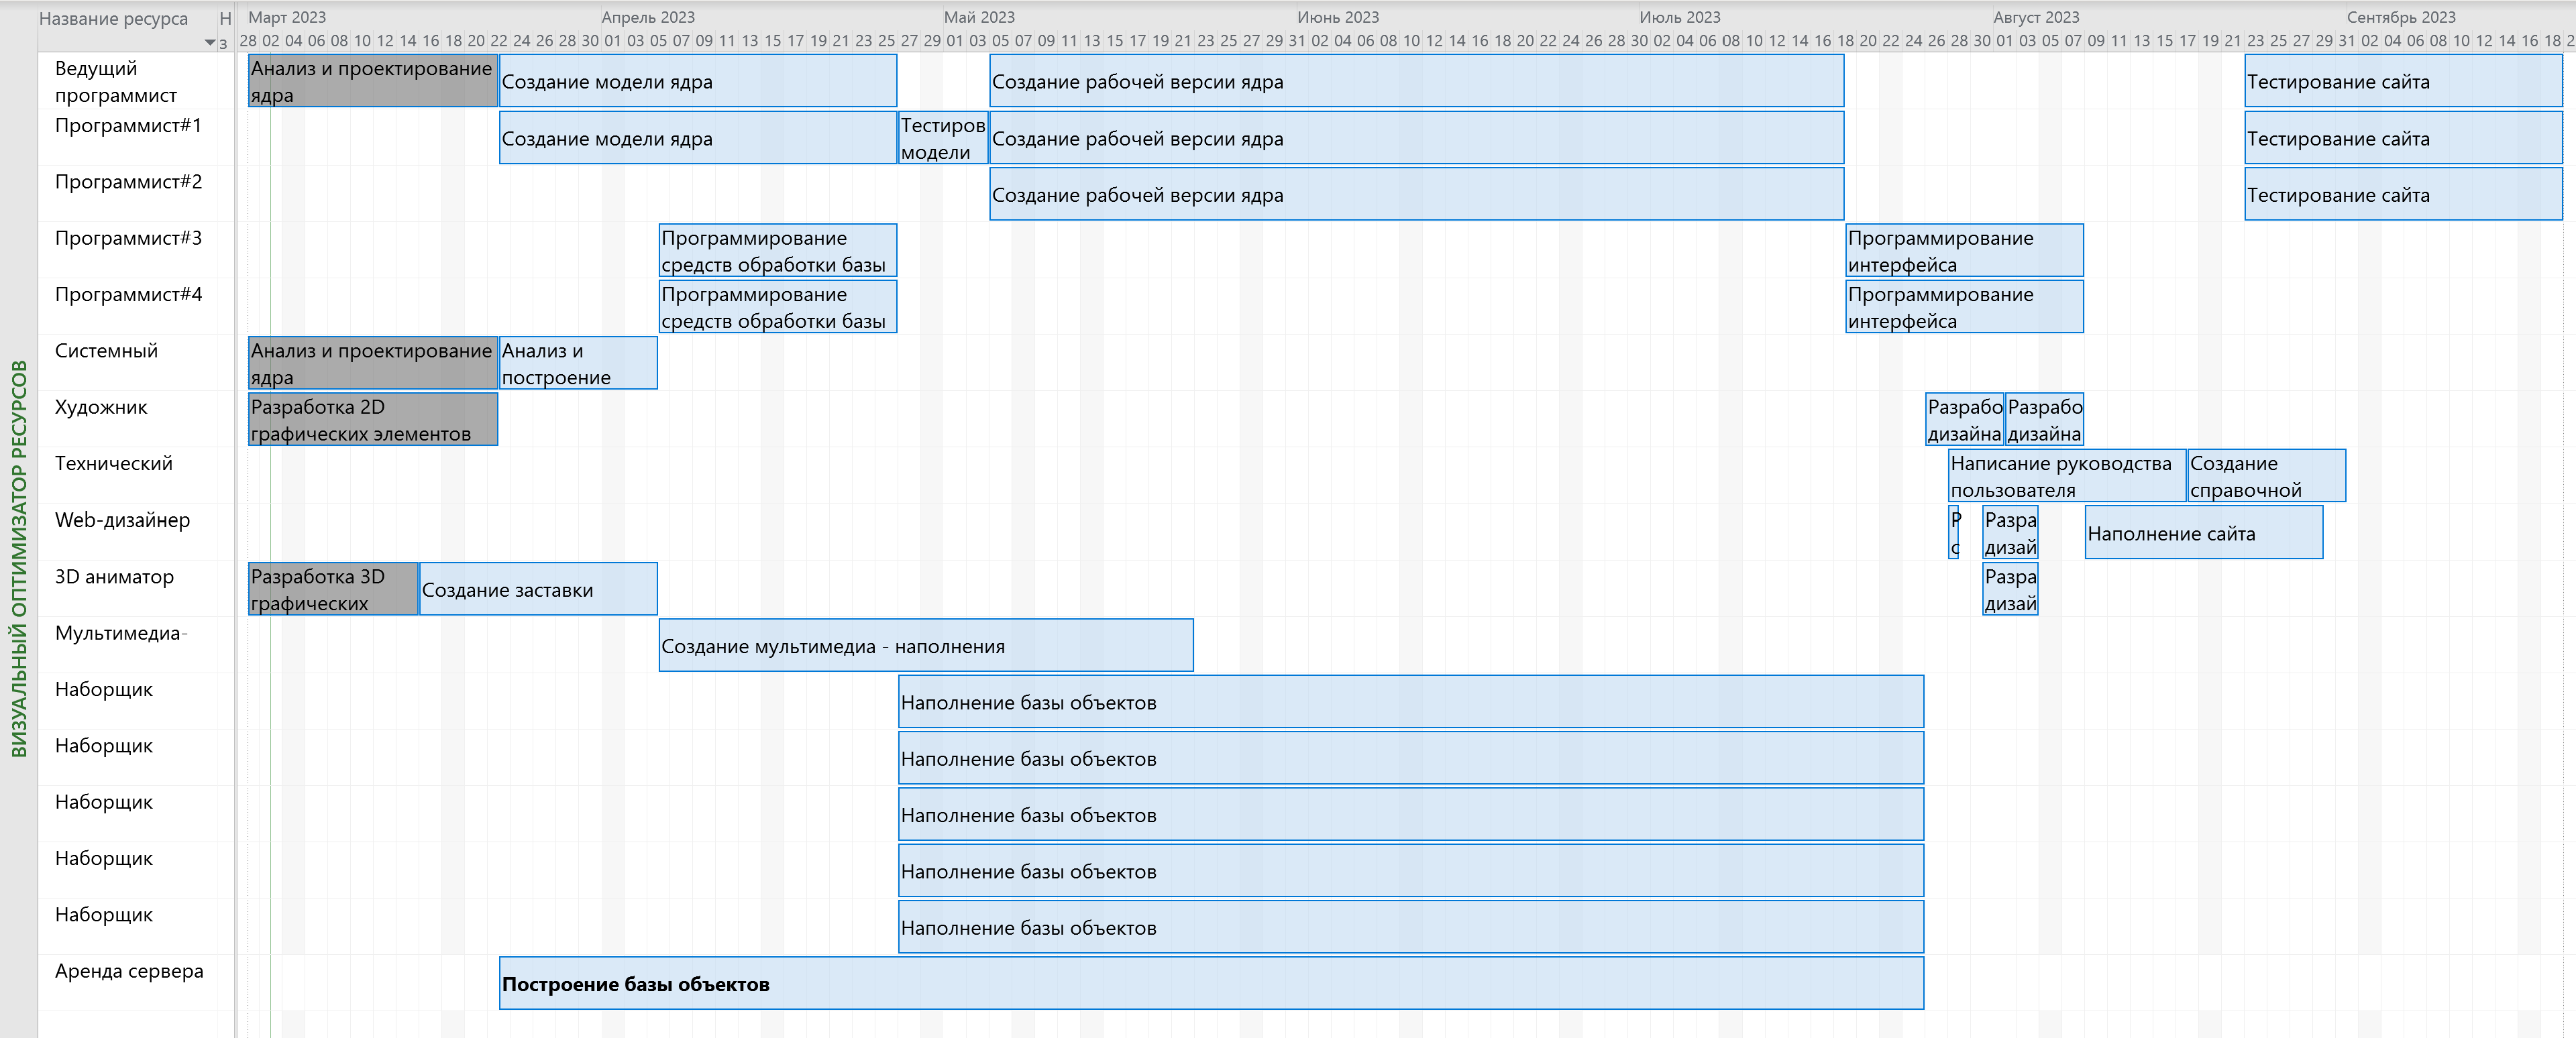 Название ресурса
Н
з
Март 2023 Апрель 2023 Май 2023 Июнь 2023 Июль 2023 Август 2023 Сентябрь 2023
28 02 04 06 08 10 12 14 16 18 20 22 24 26 28 30 01 03 05 07 09 11 13 15 17 19 21 23 25 27 29 01 03 05 07 09 11 13 15 17 19 21 23 25 27 29 31 02 04 06 08 10 12 14 16 18 20 22 24 26 28 30 02 04 06 08 10 12 14 16 18 20 22 24 26 28 30 01 03 05 07 09 11 13 15 17 19 21 23 25 27 29 31 02 04 06 08 10 12 14 16 18 2
ВИЗУАЛЬНЫЙ ОПТИМИЗАТОР РЕСУРСОВ
Ведущий
программист
Анализ и проектирование
ядра
Создание модели ядра
Создание рабочей версии ядра
Тестирование сайта
Программист#1
Создание модели ядра
Тестиров
модели
Создание рабочей версии ядра
Тестирование сайта
Программист#2
Создание рабочей версии ядра
Тестирование сайта
Программист#3
Программирование
средств обработки базы
Программирование
интерфейса
Программист#4
Программирование
средств обработки базы
Программирование
интерфейса
Системный
Анализ и проектирование
ядра
Анализ и
построение
Художник
Разработка 2D
графических элементов
Разрабо
дизайна
Разрабо
дизайна
Технический
Написание руководства
пользователя
Создание
справочной
Web-дизайнер
Р
с
Разра
дизай
Наполнение сайта
3D аниматор
Разработка 3D
графических
Создание заставки
Разра
дизай
Мультимедиа-
Создание мультимедиа - наполнения
Наборщик
Наполнение базы объектов
Наборщик
Наполнение базы объектов
Наборщик
Наполнение базы объектов
Наборщик
Наполнение базы объектов
Наборщик
Наполнение базы объектов
Аренда сервера
Построение базы объектов